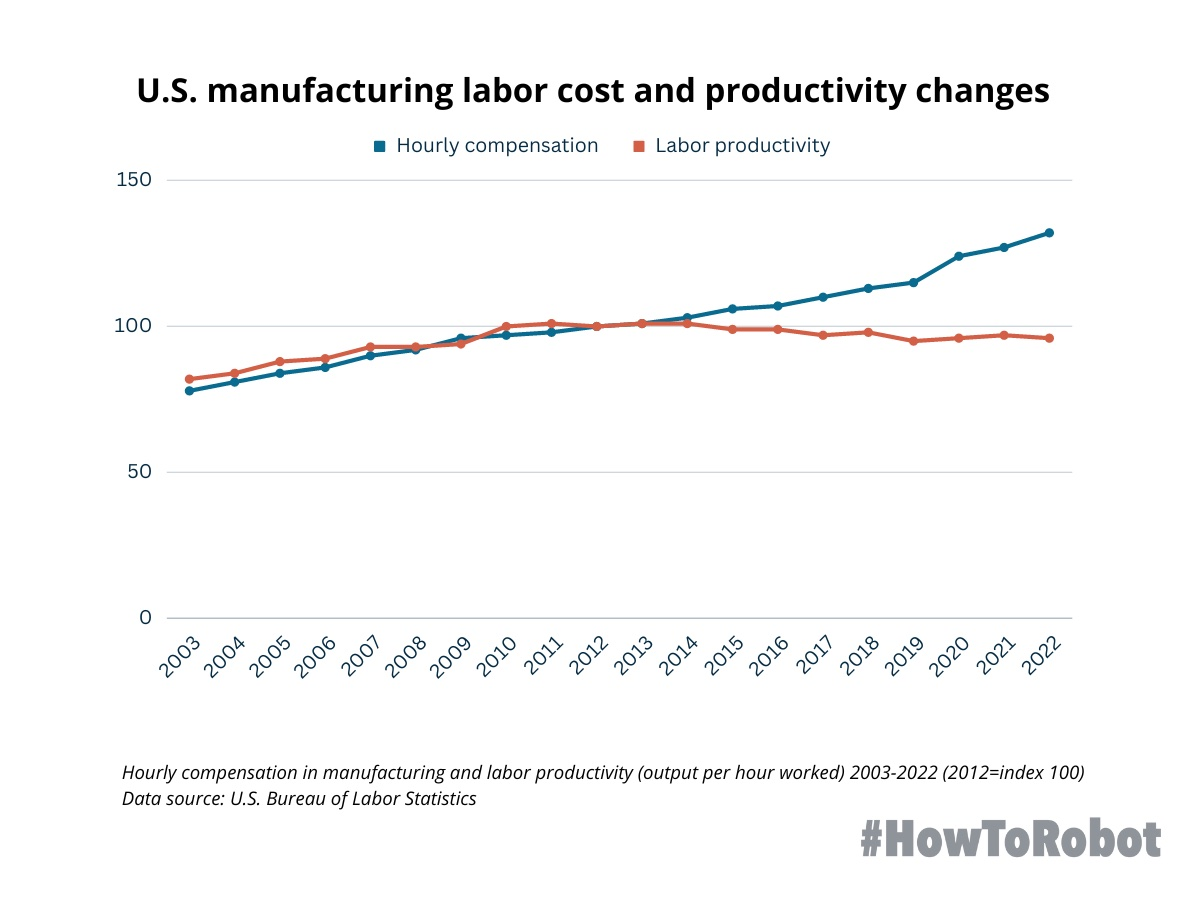 U.S. manufacturing labor cost and productivity changes
Hourly compensation Labor productivity
150
100
50
0
2003 2004 2005 2006 2007 2008 2009 2010 2011 2012 2013 2014 2015 2016 2017 2018 2019 2020 2021 2022
Hourly compensation in manufacturing and labor productivity (output per hour worked) 2003-2022 (2012=index 100)
Data source: U.S. Bureau of Labor Statistics
#HowToRobot